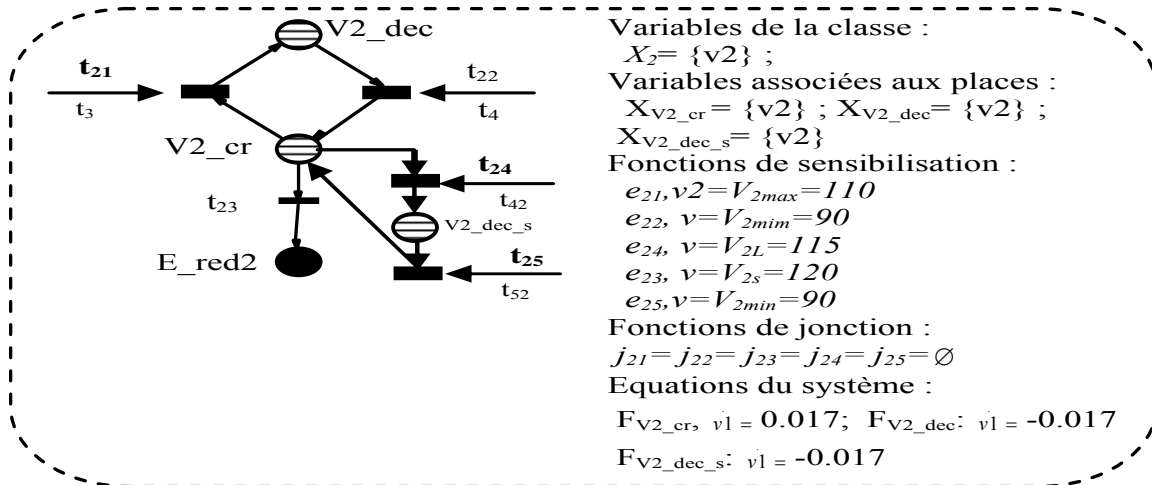 V2_dec
t21
t3
t22
t4
V2_cr
t24
t42
t23
V2_dec_s
E_red2
t25
t52
Variables de la classe :
X2= {v2} ;
Variables associées aux places :
XV2_cr = {v2} ; XV2_dec= {v2} ;
XV2_dec_s= {v2}
Fonctions de sensibilisation :
e21,v2=V2max=110
e22, v=V2mim=90
e24, v=V2L=115
e23, v=V2s=120
e25,v=V2min=90
Fonctions de jonction :
j21= j22= j23= j24= j25=∅
Equations du système :
FV2_cr, v̇1 = 0.017; FV2_dec: v̇1 = -0.017
FV2_dec_s: v̇1 = -0.017